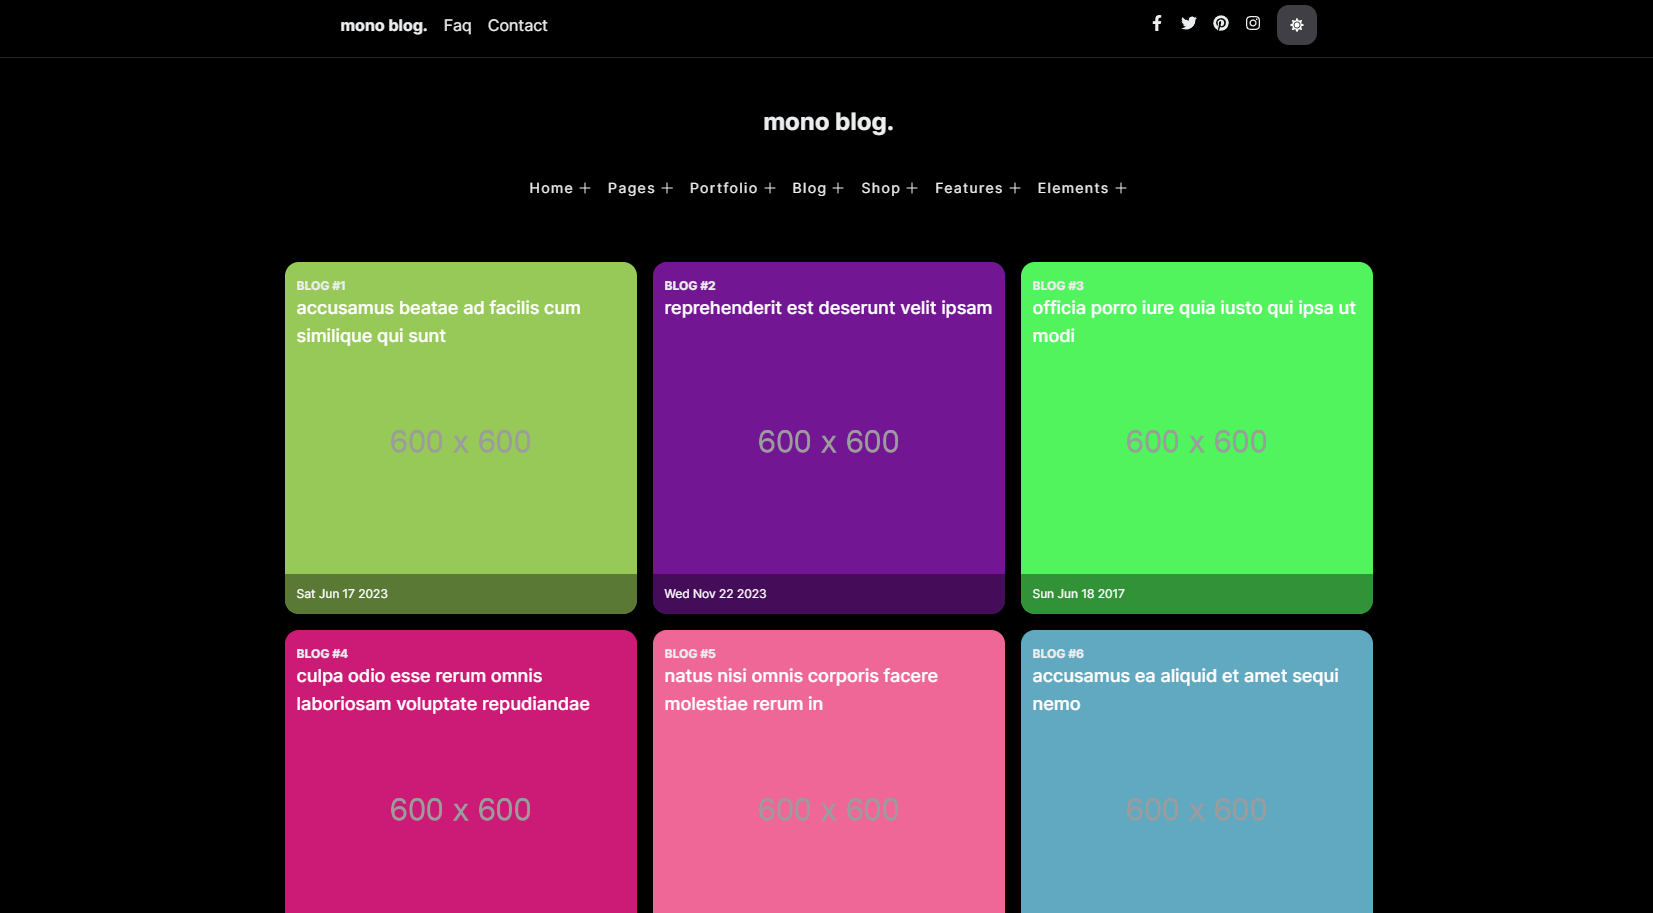 mono blog. Faq Contact
mono blog.
Home Pages Portfolio Blog Shop Features Elements
BLOG #1
accusamus beatae ad facilis cum
similique qui sunt
600 x 600
Sat Jun 17 2023
BLOG #2
reprehenderit est deserunt velit ipsam
600 x 600
Wed Nov 22 2023
BLOG #3
officia porro iure quia iusto qui ipsa ut
modi
600 x 600
Sun Jun 18 2017
BLOG #4
culpa odio esse rerum omnis
laboriosam voluptate repudiandae
600 x 600
BLOG #5
natus nisi omnis corporis facere
molestiae rerum in
600 x 600
BLOG #6
accusamus ea aliquid et amet sequi
nemo
600 x 600